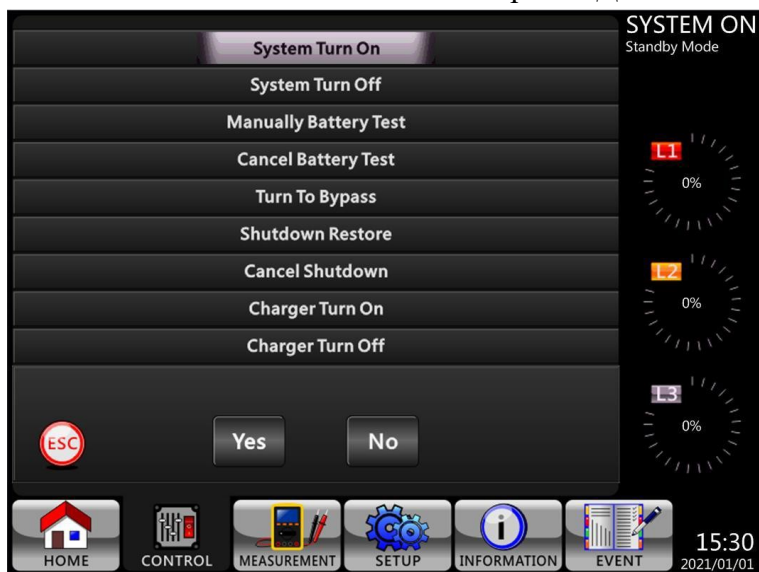 SYSTEM ON
Standby Mode
System Turn On
System Turn Off
Manually Battery Test
Cancel Battery Test
Turn To Bypass
Shutdown Restore
Cancel Shutdown
Charger Turn On
Charger Turn Off
L1
0%
L2
0%
L3
0%
ESC
Yes
No
HOME
CONTROL
MEASUREMENT
SETUP
INFORMATION
EVENT
15:30
2021/01/01